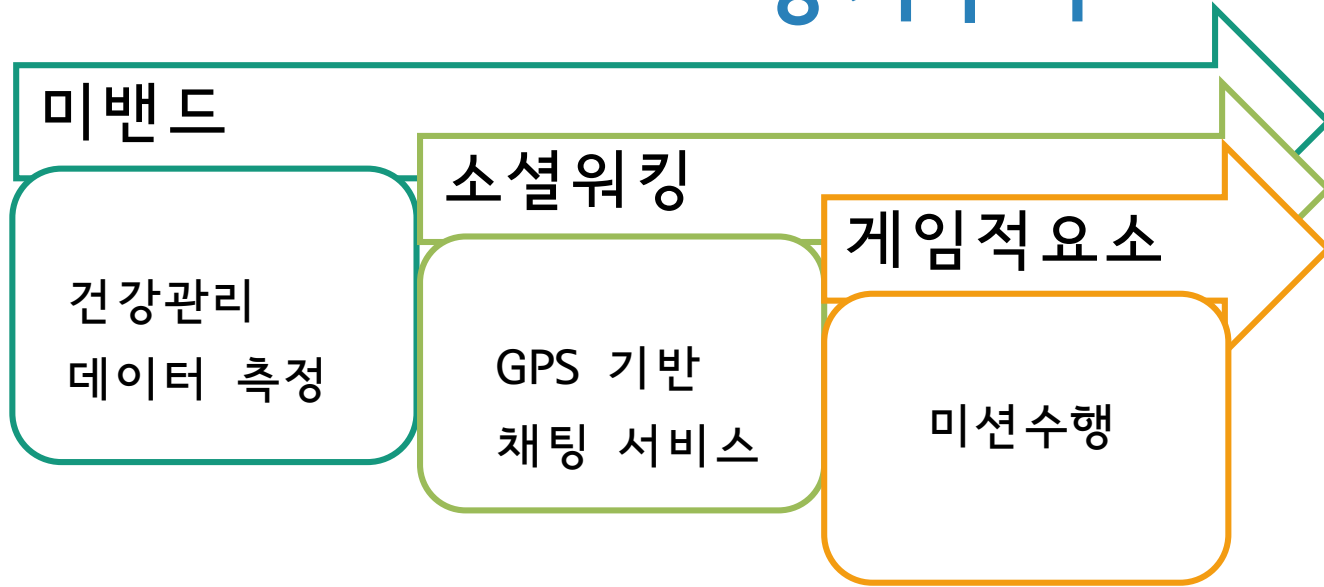 미밴드
건강관리
데이터 측정
소셜워킹
GPS 기반
채팅 서비스
게임적요소
미션수행